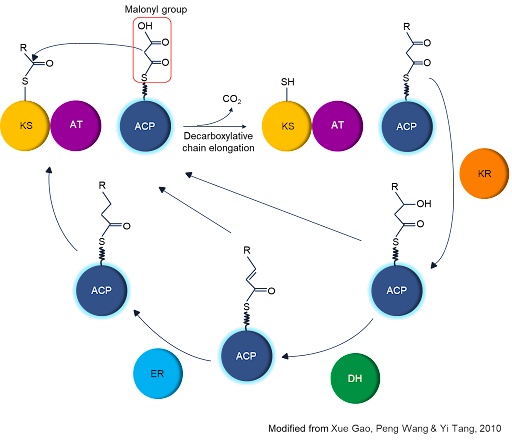 Malonyl group
OH
R
O
O
O
S
S
KS
AT
ACP
CO2
Decarboxylative
chain elongation
SH
KS
AT
R
O
O
S
ACP
KR
R
OH
O
S
ACP
DH
R
O
S
ACP
ER
R
O
S
ACP
Modified from Xue Gao, Peng Wang & Yi Tang, 2010